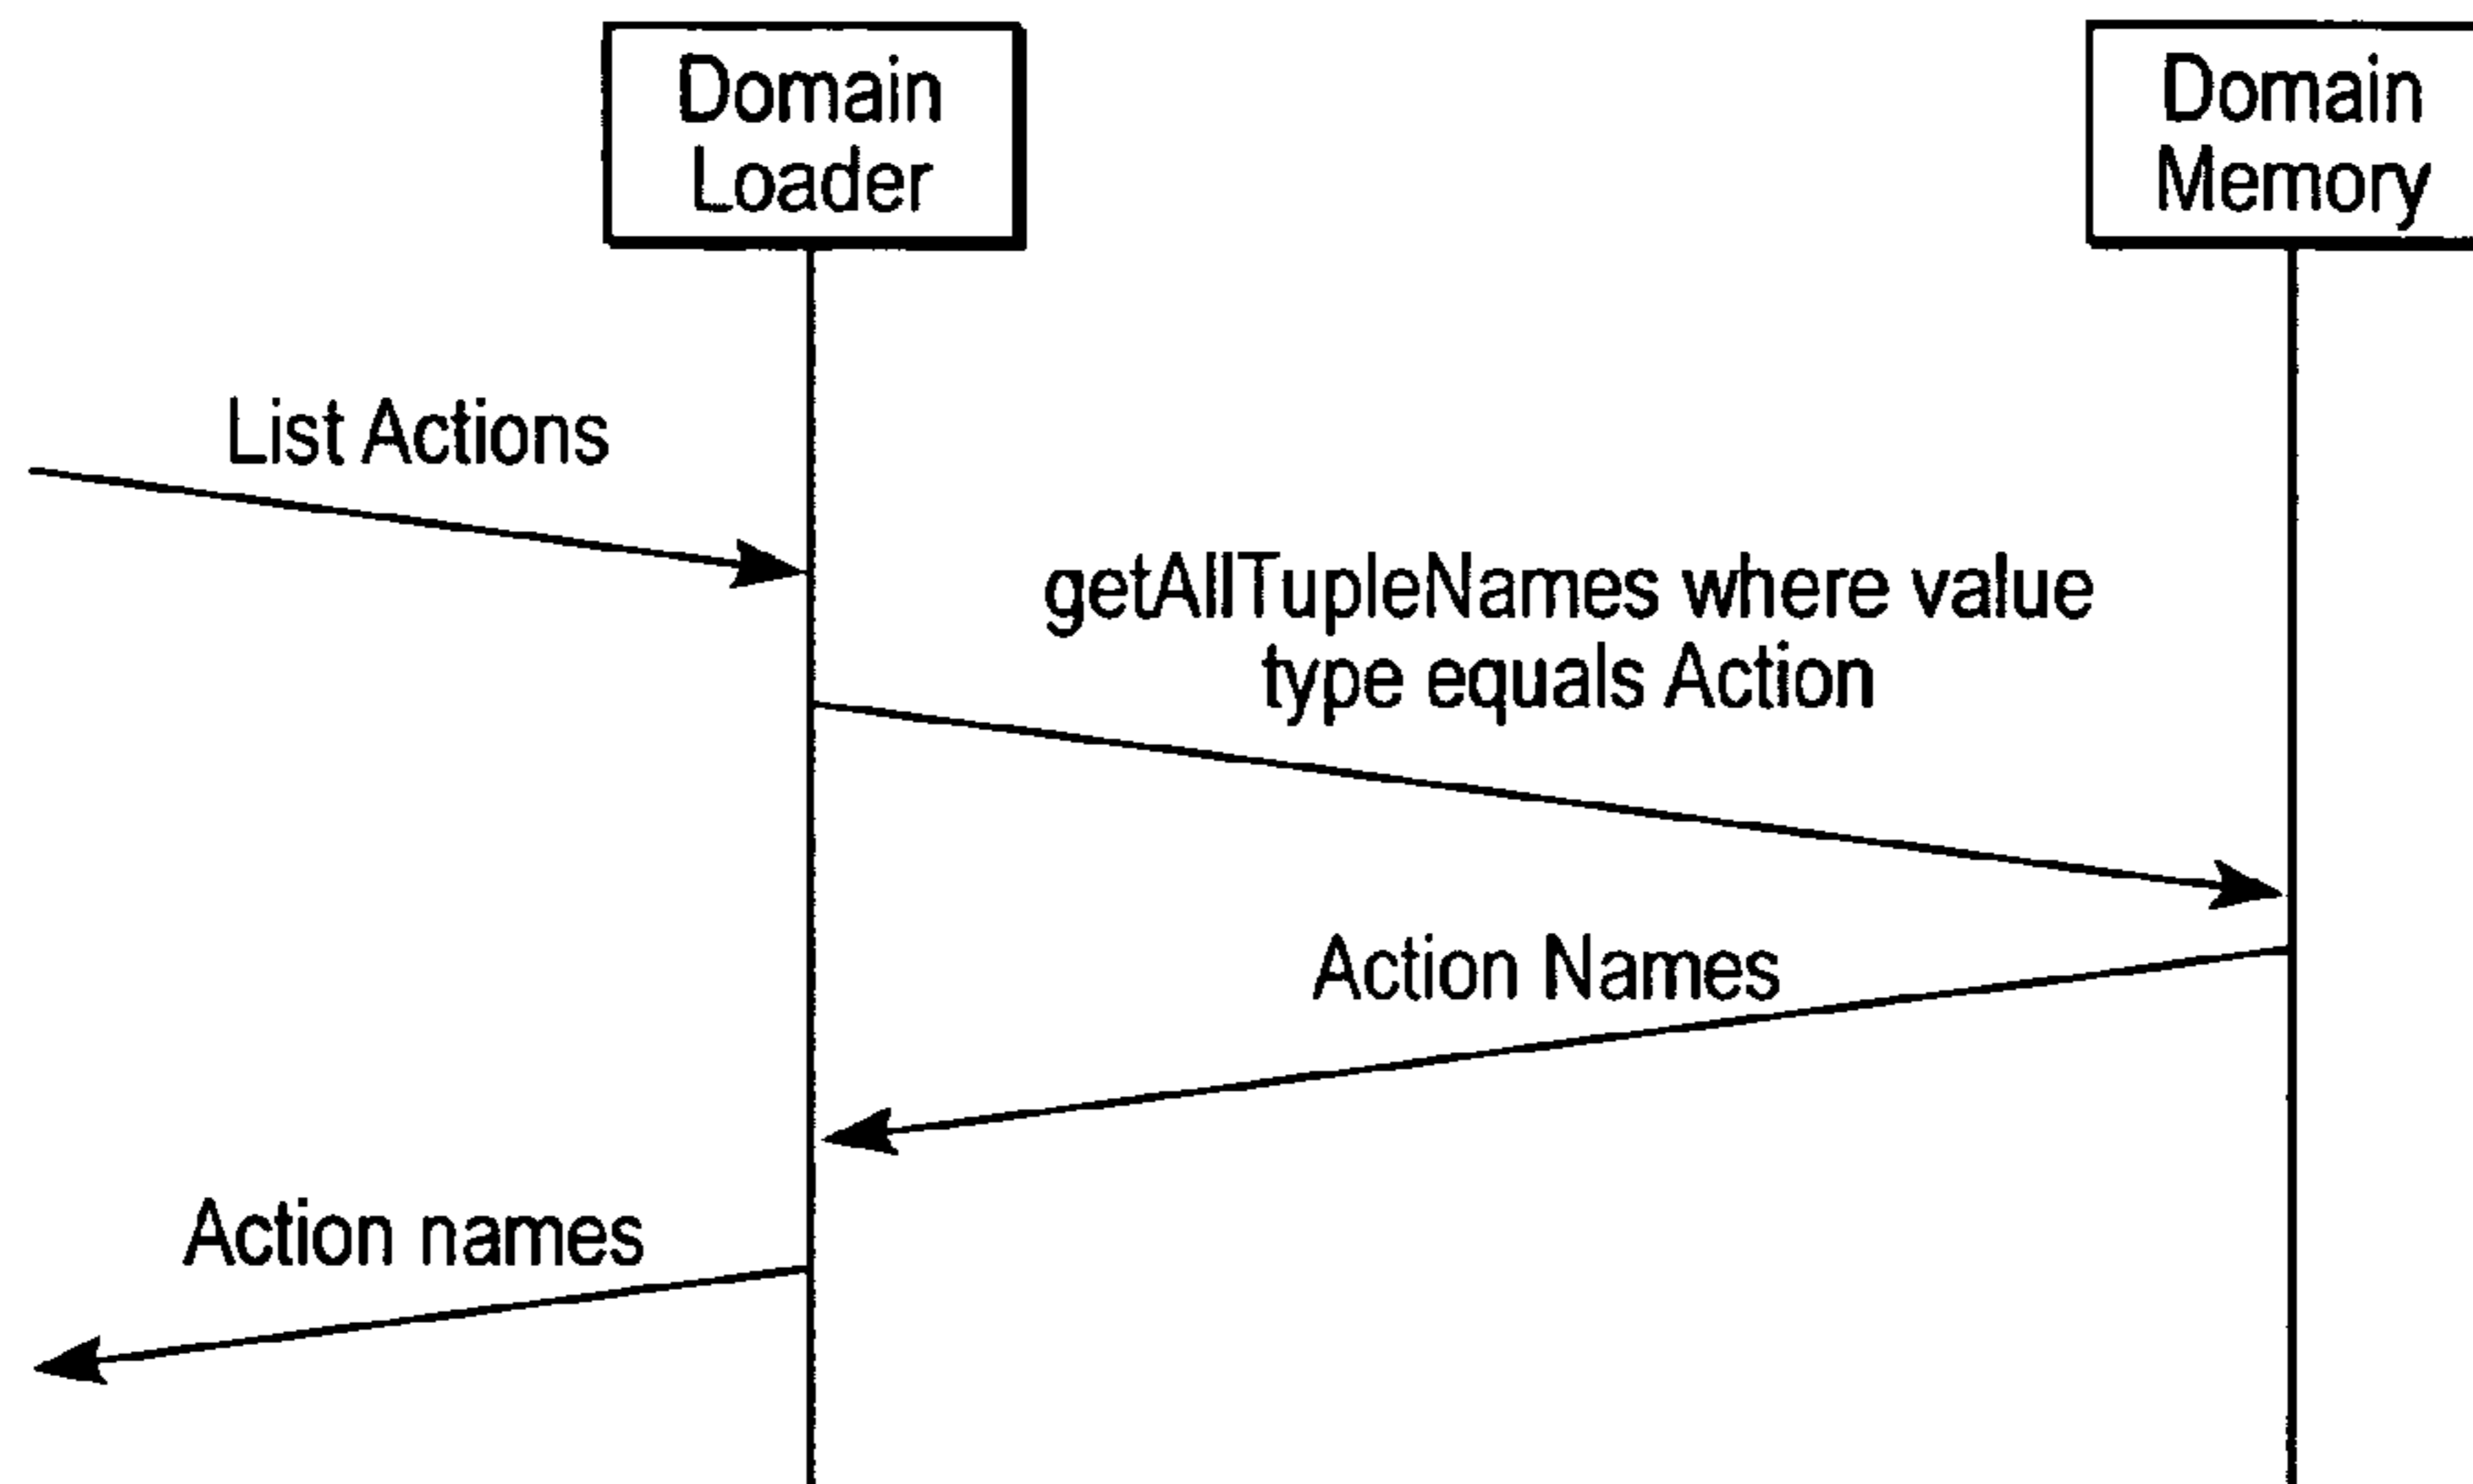 Domain
Loader
Domain
Memory
List Actions
getAllTupleNames where value
type equals Action
Action Names
Action names